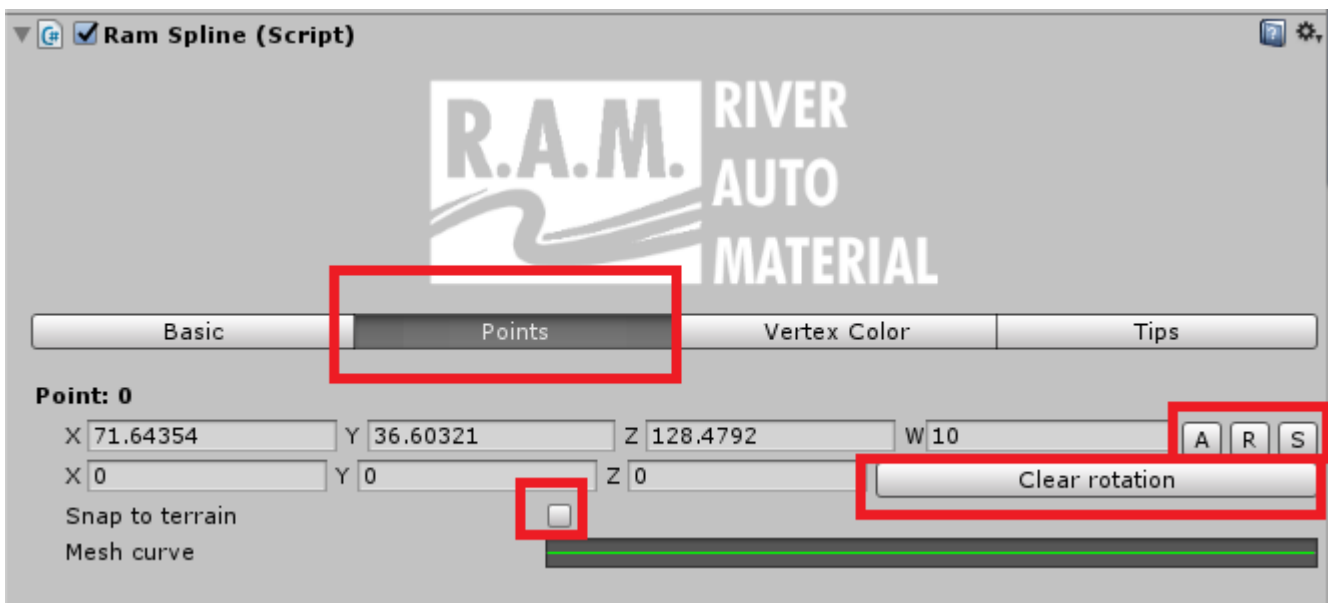 Ram Spline (Script)
R.A.M. RIVER
AUTO
MATERIAL
Basic Points Vertex Color Tips
Point: 0
X 71.64354 Y 36.60321 Z 128.4792 W 10 A R S
X 0 Y 0 Z 0 Clear rotation
Snap to terrain
Mesh curve